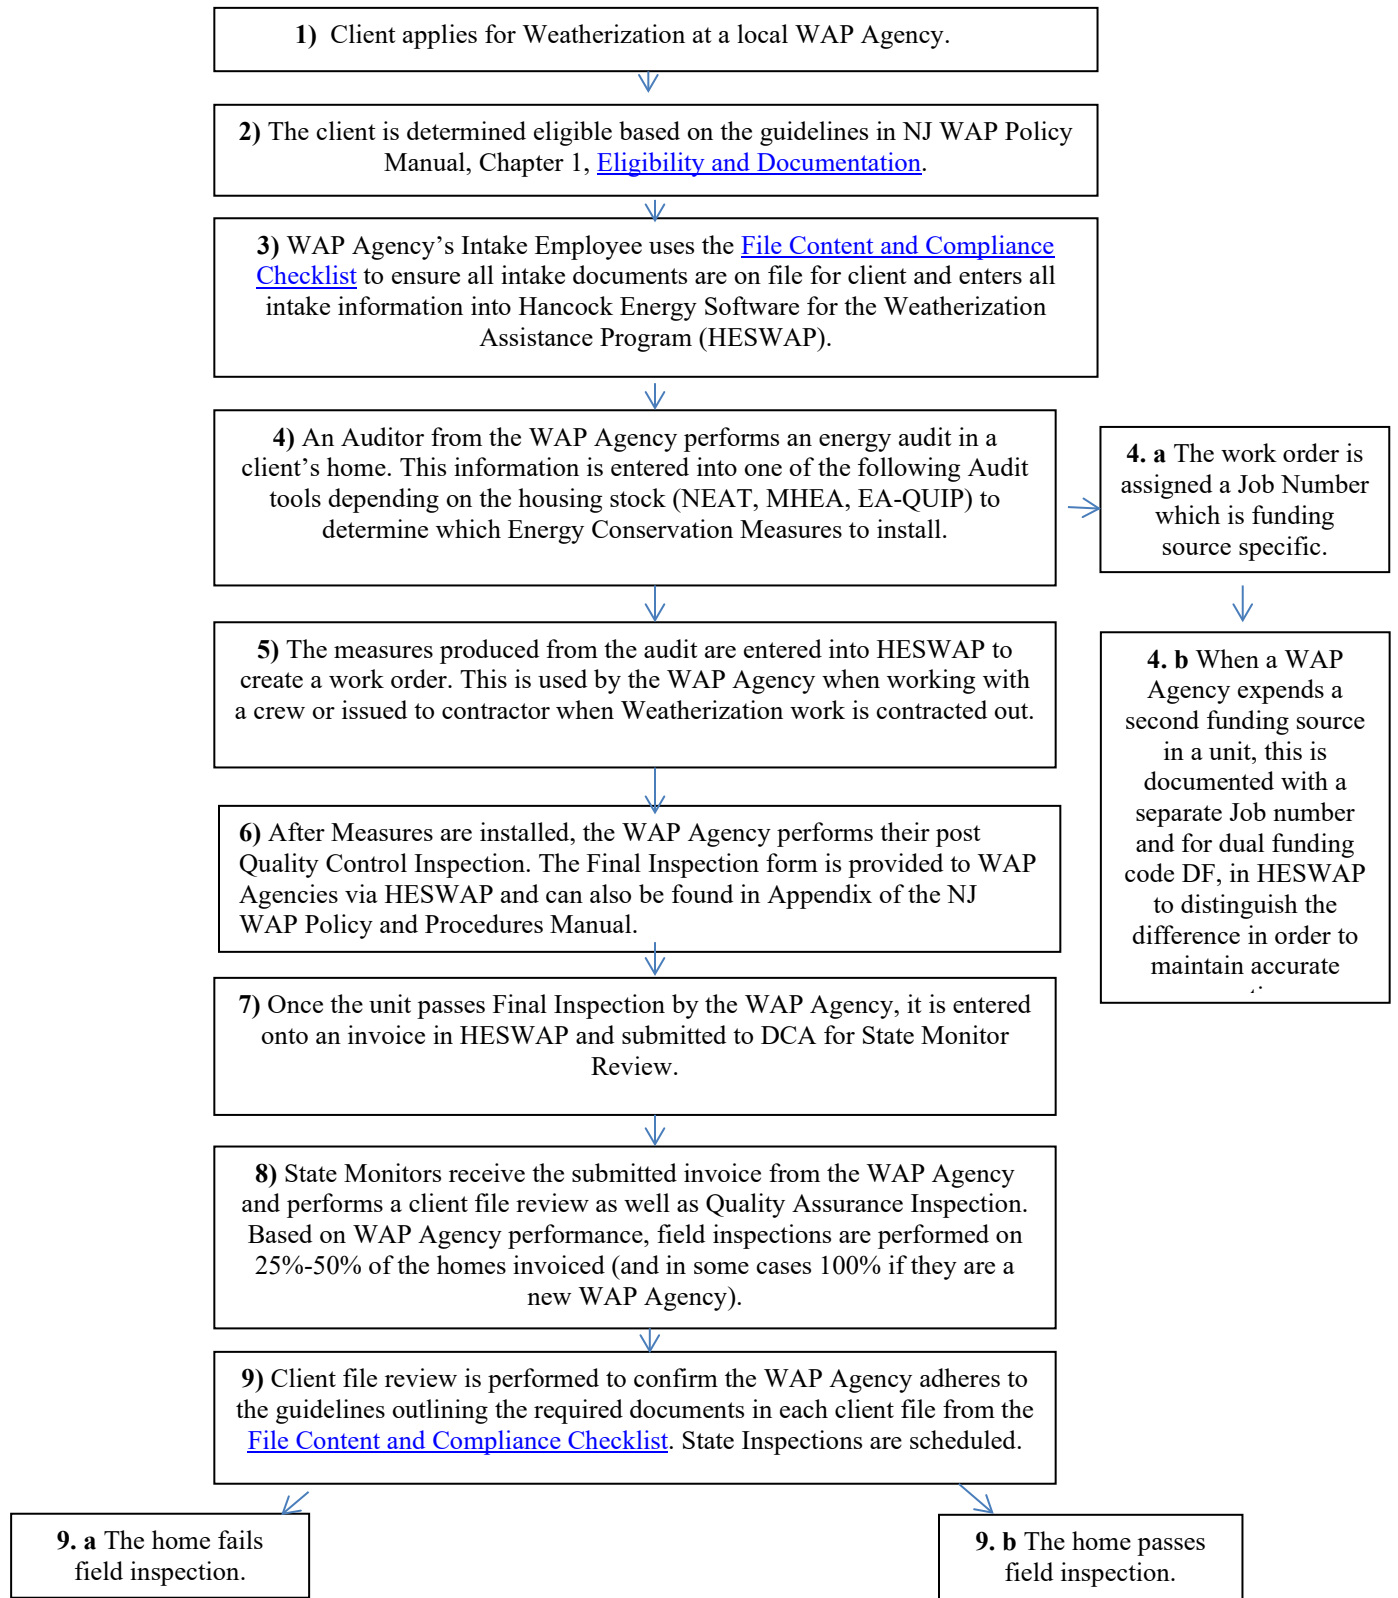 1) Client applies for Weatherization at a local WAP Agency.
2) The client is determined eligible based on the guidelines in NJ WAP Policy
Manual, Chapter 1, Eligibility and Documentation.
3) WAP Agency’s Intake Employee uses the File Content and Compliance
Checklist to ensure all intake documents are on file for client and enters all
intake information into Hancock Energy Software for the Weatherization
Assistance Program (HESWAP).
4) An Auditor from the WAP Agency performs an energy audit in a
client’s home. This information is entered into one of the following Audit
tools depending on the housing stock (NEAT, MHEA, EA-QUIP) to
determine which Energy Conservation Measures to install.
4. a The work order is
assigned a Job Number
which is funding
source specific.
5) The measures produced from the audit are entered into HESWAP to
create a work order. This is used by the WAP Agency when working with
a crew or issued to contractor when Weatherization work is contracted out.
4. b When a WAP
Agency expends a
second funding source
in a unit, this is
documented with a
separate Job number
and for dual funding
code DF, in HESWAP
to distinguish the
difference in order to
maintain accurate
6) After Measures are installed, the WAP Agency performs their post
Quality Control Inspection. The Final Inspection form is provided to WAP
Agencies via HESWAP and can also be found in Appendix of the NJ
WAP Policy and Procedures Manual.
7) Once the unit passes Final Inspection by the WAP Agency, it is entered
onto an invoice in HESWAP and submitted to DCA for State Monitor
Review.
8) State Monitors receive the submitted invoice from the WAP Agency
and performs a client file review as well as Quality Assurance Inspection.
Based on WAP Agency performance, field inspections are performed on
25%-50% of the homes invoiced (and in some cases 100% if they are a
new WAP Agency).
9) Client file review is performed to confirm the WAP Agency adheres to
the guidelines outlining the required documents in each client file from the
File Content and Compliance Checklist. State Inspections are scheduled.
9. a The home fails
field inspection.
9. b The home passes
field inspection.